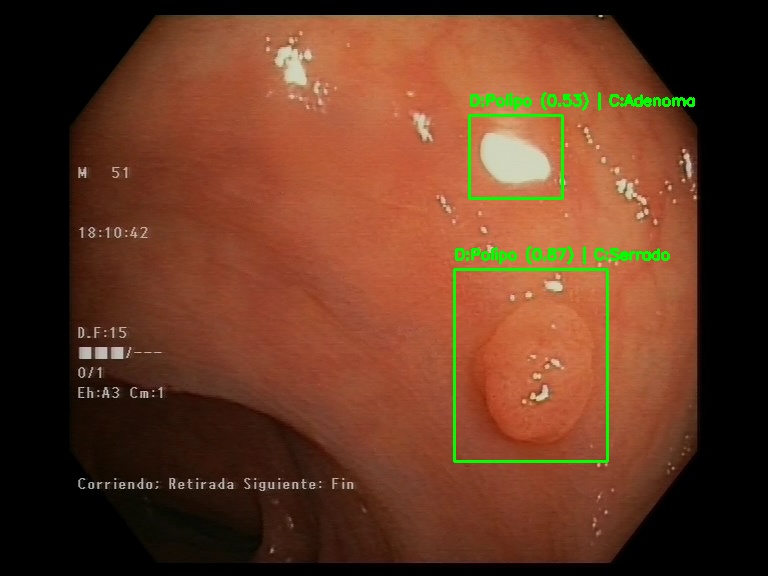 D:Polipo (0.53) | C:Adenoma
M 51
18:10:42
D:Polipo (0.87) | C:Serrado
D.F:15
■■■/---
0/1
Eh:A3 Cm:1
Corriendo; Retirada Siguiente: Fin